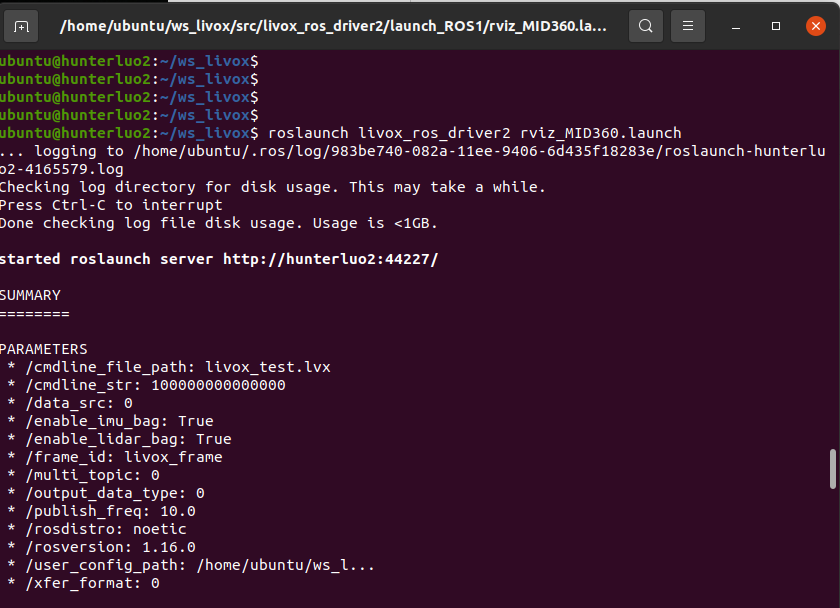 /home/ubuntu/ws_livox/src/livox_ros_driver2/launch_ROS1/rviz_MID360.la...
ubuntu@hunterluo2:~/ws_livox$
ubuntu@hunterluo2:~/ws_livox$
ubuntu@hunterluo2:~/ws_livox$
ubuntu@hunterluo2:~/ws_livox$
ubuntu@hunterluo2:~/ws_livox$ roslaunch livox_ros_driver2 rviz_MID360.launch
... logging to /home/ubuntu/.ros/log/983be740-082a-11ee-9406-6d435f18283e/roslaunch-hunterlu
o2-4165579.log
Checking log directory for disk usage. This may take a while.
Press Ctrl-C to interrupt
Done checking log file disk usage. Usage is <1GB.
started roslaunch server http://hunterluo2:44227/
SUMMARY
========
PARAMETERS
* /cmdline_file_path: livox_test.lvx
* /cmdline_str: 100000000000000
* /data_src: 0
* /enable_imu_bag: True
* /enable_lidar_bag: True
* /frame_id: livox_frame
* /multi_topic: 0
* /output_data_type: 0
* /publish_freq: 10.0
* /rosdistro: noetic
* /rosversion: 1.16.0
* /user_config_path: /home/ubuntu/ws_l...
* /xfer_format: 0